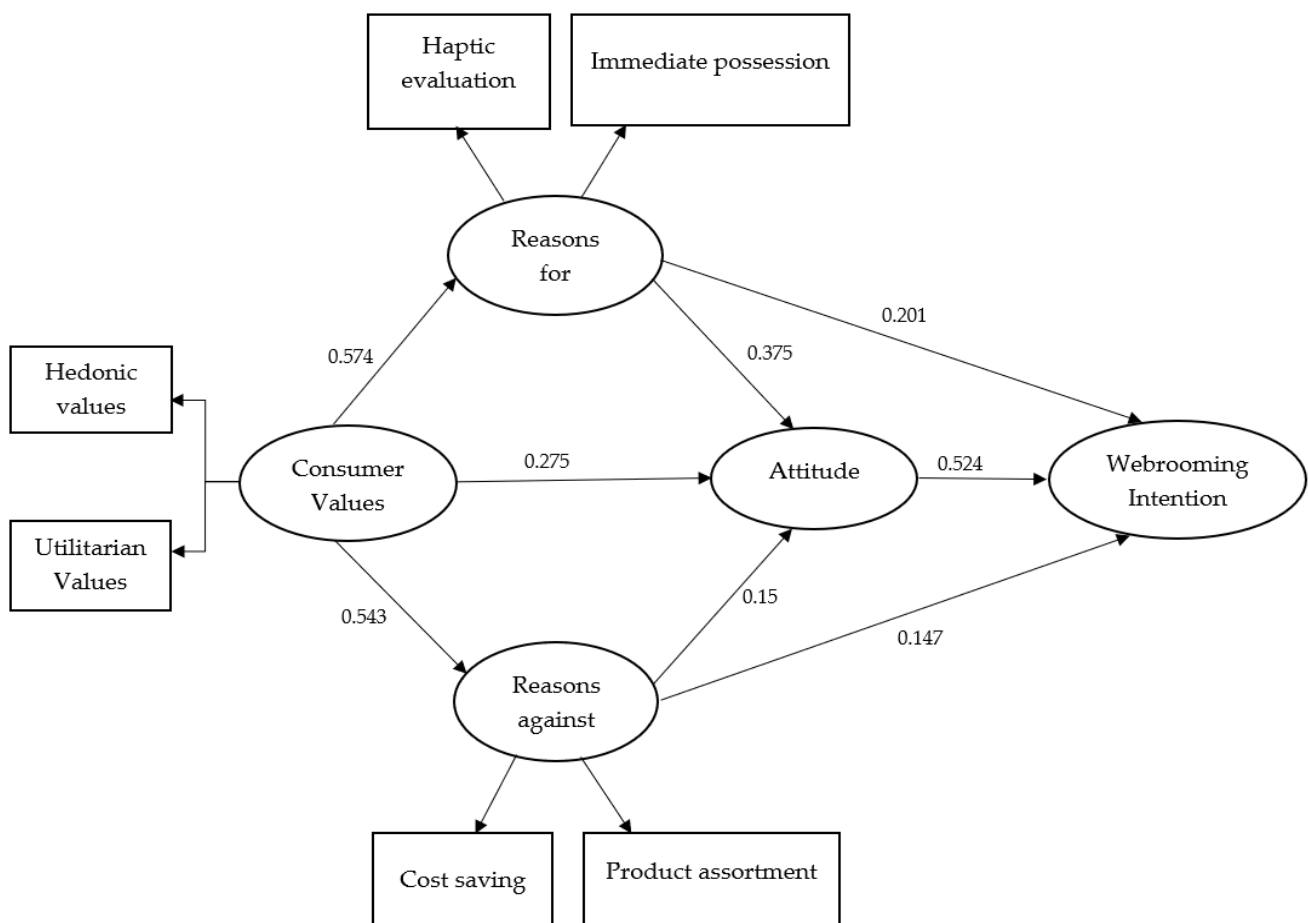 Haptic
evaluation
Immediate possession
Reasons
for
0.201
0.574
0.375
Hedonic
values
Consumer
Values
0.275
Attitude
0.524
Webrooming
Intention
Utilitarian
Values
0.543
0.15
0.147
Reasons
against
Cost saving
Product assortment